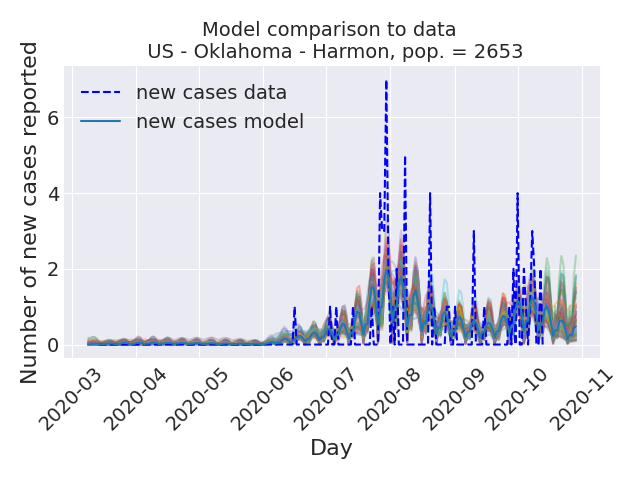 Model comparison to data
US - Oklahoma - Harmon, pop. = 2653
Number of new cases reported
new cases data
new cases model
6
4
2
0
2020-03
2020-04
2020-05
2020-06
2020-07
2020-08
2020-09
2020-10
2020-11
Day